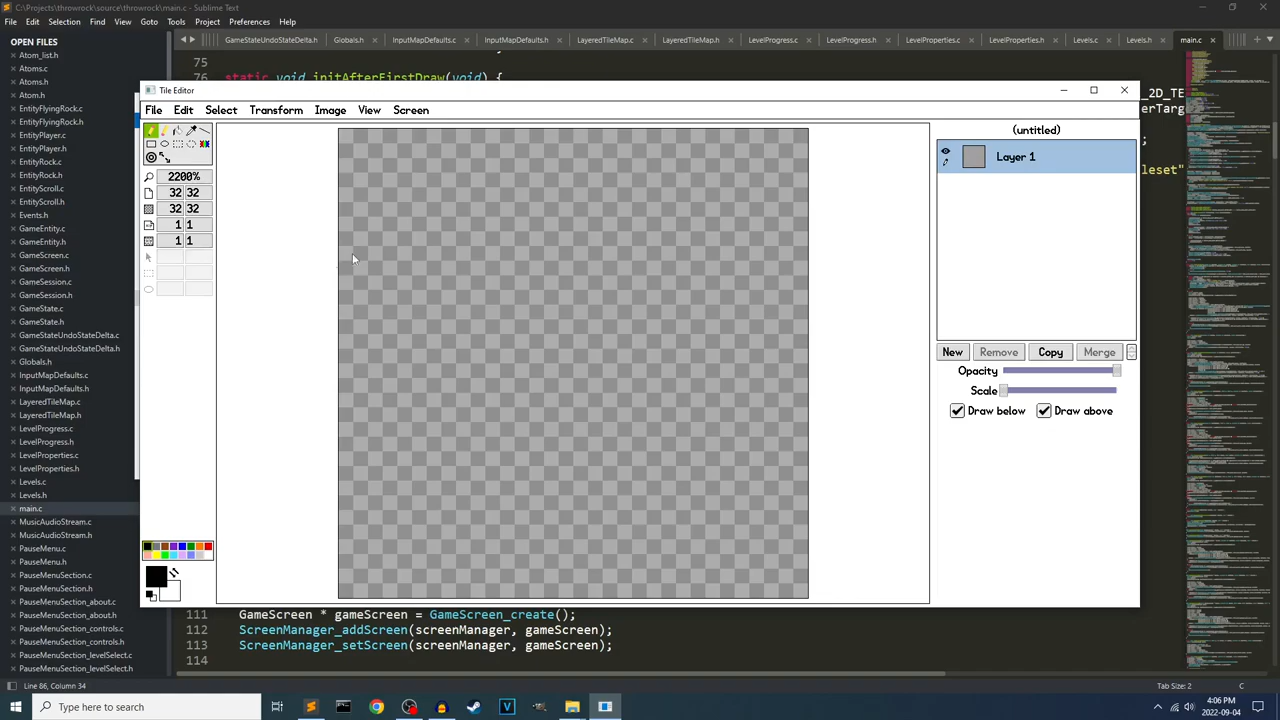 C:\Projects\throwrock\throwrock\main.c - Sublime Text
File Edit Selection Find View Goto Tools Project Preferences Help
OPEN FILES
Atom_list.h
Atoms.c
Atoms.h
Atom.h
EntityFlyingRock.c
EntityFlyingRock.h
EntityPlayer.c
EntityPlayer.h
EntityRock.c
EntityRock.h
EntityScroll.c
EntityScroll.h
Events.h
GameEntity.c
GameEntity.h
GameScreen.c
GameScreen.h
GameSession.c
GameSession.h
GameState.c
GameState.h
GameStateUndoStateDelta.c
GameStateUndoStateDelta.h
Globals.h
InputMapDefaults.c
InputMapDefaults.h
LayeredTileMap.c
LayeredTileMap.h
LevelProgress.c
LevelProgress.h
LevelProperties.c
LevelProperties.h
Levels.c
Levels.h
main.c
MusicAudioStream.c
MusicAudioStream.h
PauseMenu.c
PauseMenu.h
PauseMenuSection.c
PauseMenuSection.h
PauseMenuSection_about.c
PauseMenuSection_about.h
PauseMenuSection_controls.c
PauseMenuSection_controls.h
PauseMenuSection_levelSelect.c
PauseMenuSection_levelSelect.h
GameStateUndoStateDelta.h Globals.h InputMapDefaults.c InputMapDefaults.h LayeredTileMap.c LayeredTileMap.h LevelProgress.c LevelProgress.h LevelProperties.c LevelProperties.h Levels.c Levels.h main.c
75
76 static void initAfterFirstDraw(void) {
_2D_TE
erTarg
;
leset"
Tile Editor
File Edit Select Transform Image View Screen
2200%
32 32
32 32
1 1
1 1
(untitled)
Layer 1
New Remove Copy Merge
Opacity
Scale
Draw below Draw above
111 GameScreen *gameScreen = gameScreen_create();
112 ScreenManager_addScreen(screenManager,
113 ScreenManager_setScreen(screenManager,
114
Line 86, Column 34
Tab Size: 2 C
Type here to search
4:06 PM
2022-09-04